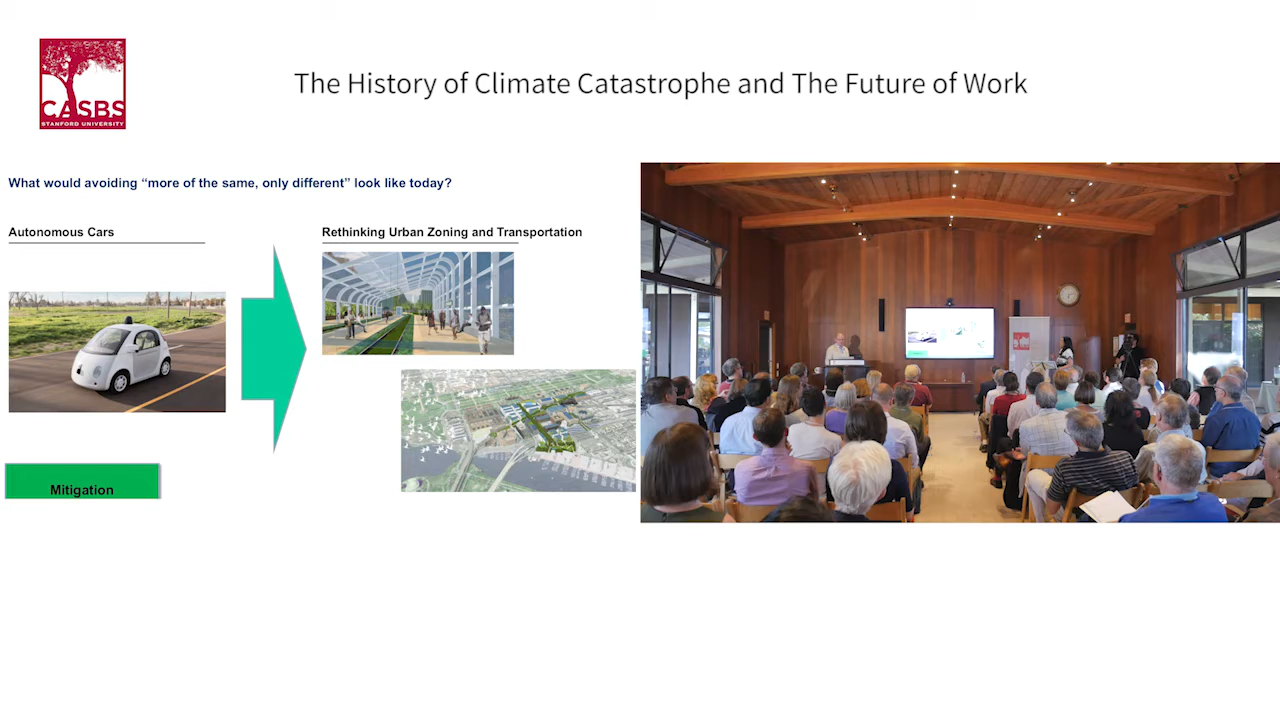 CASBS
STANFORD UNIVERSITY
The History of Climate Catastrophe and The Future of Work
What would avoiding “more of the same, only different” look like today?
Autonomous Cars
Rethinking Urban Zoning and Transportation
Mitigation